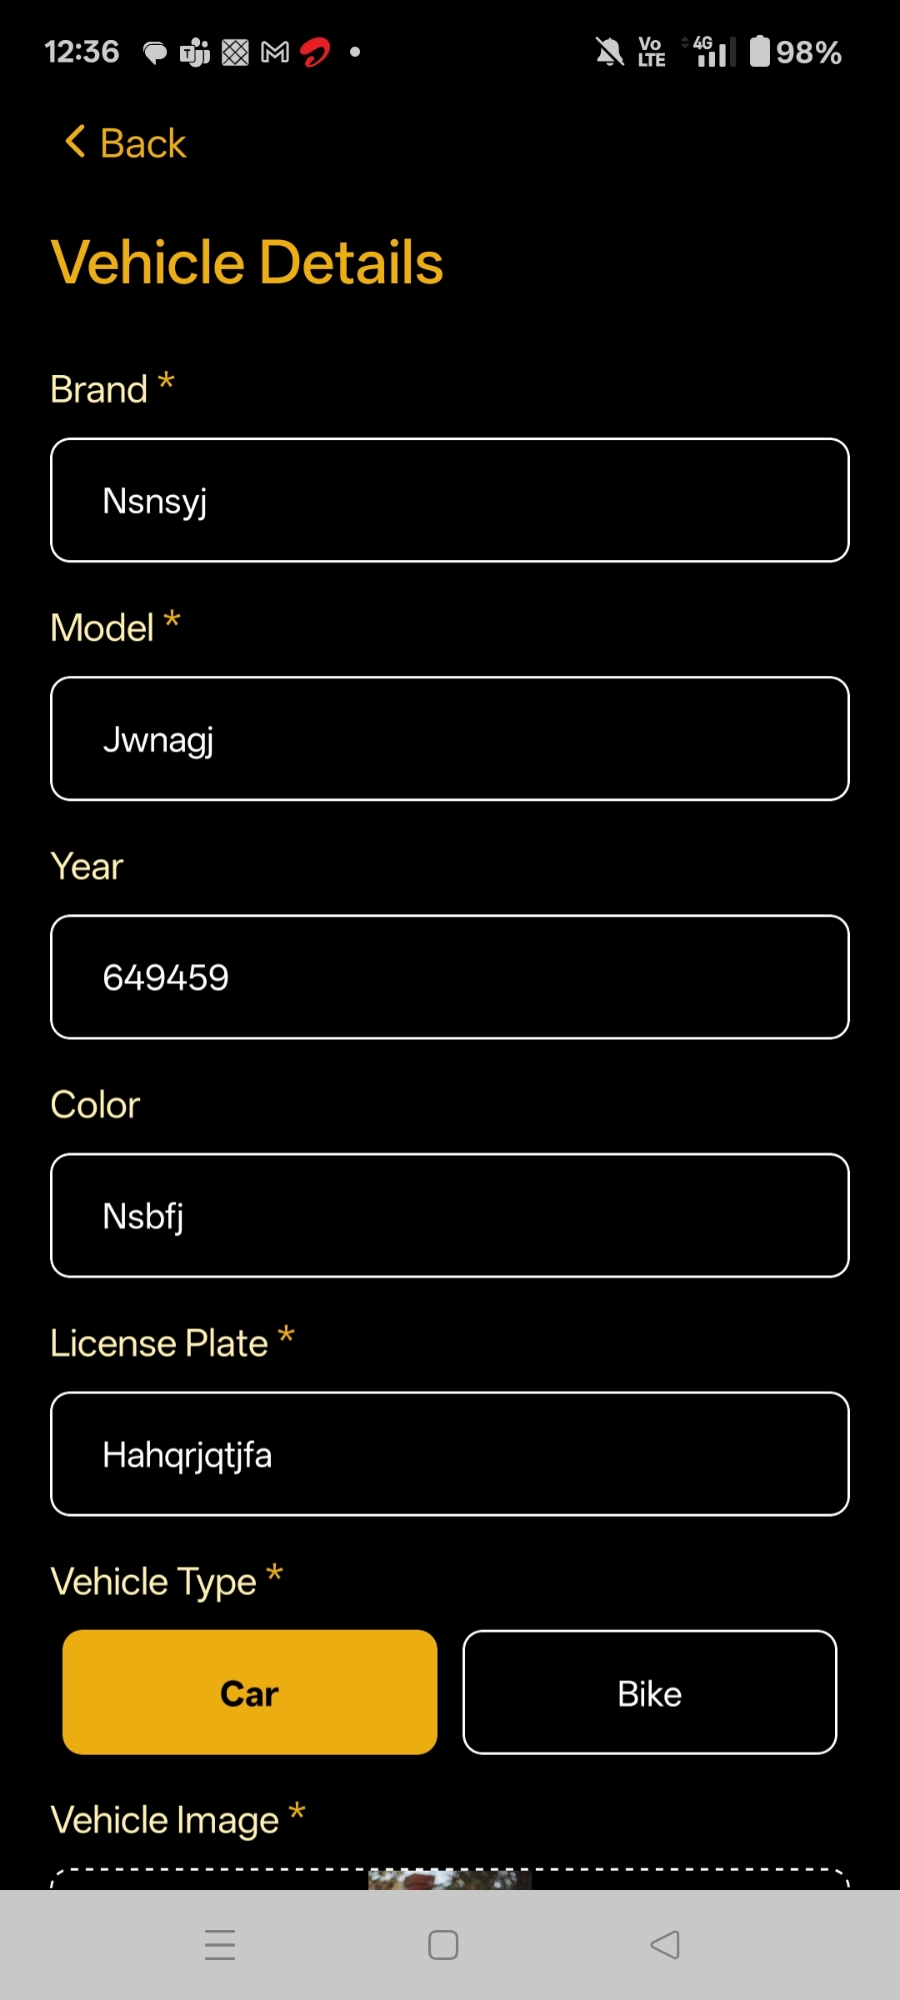 12:36 Vo LTE 4G 98%
Back
Vehicle Details
Brand *
Nsnsyj
Model *
Jwnagj
Year
649459
Color
Nsbfj
License Plate *
Hahqrjqtjfa
Vehicle Type *
Car Bike
Vehicle Image *